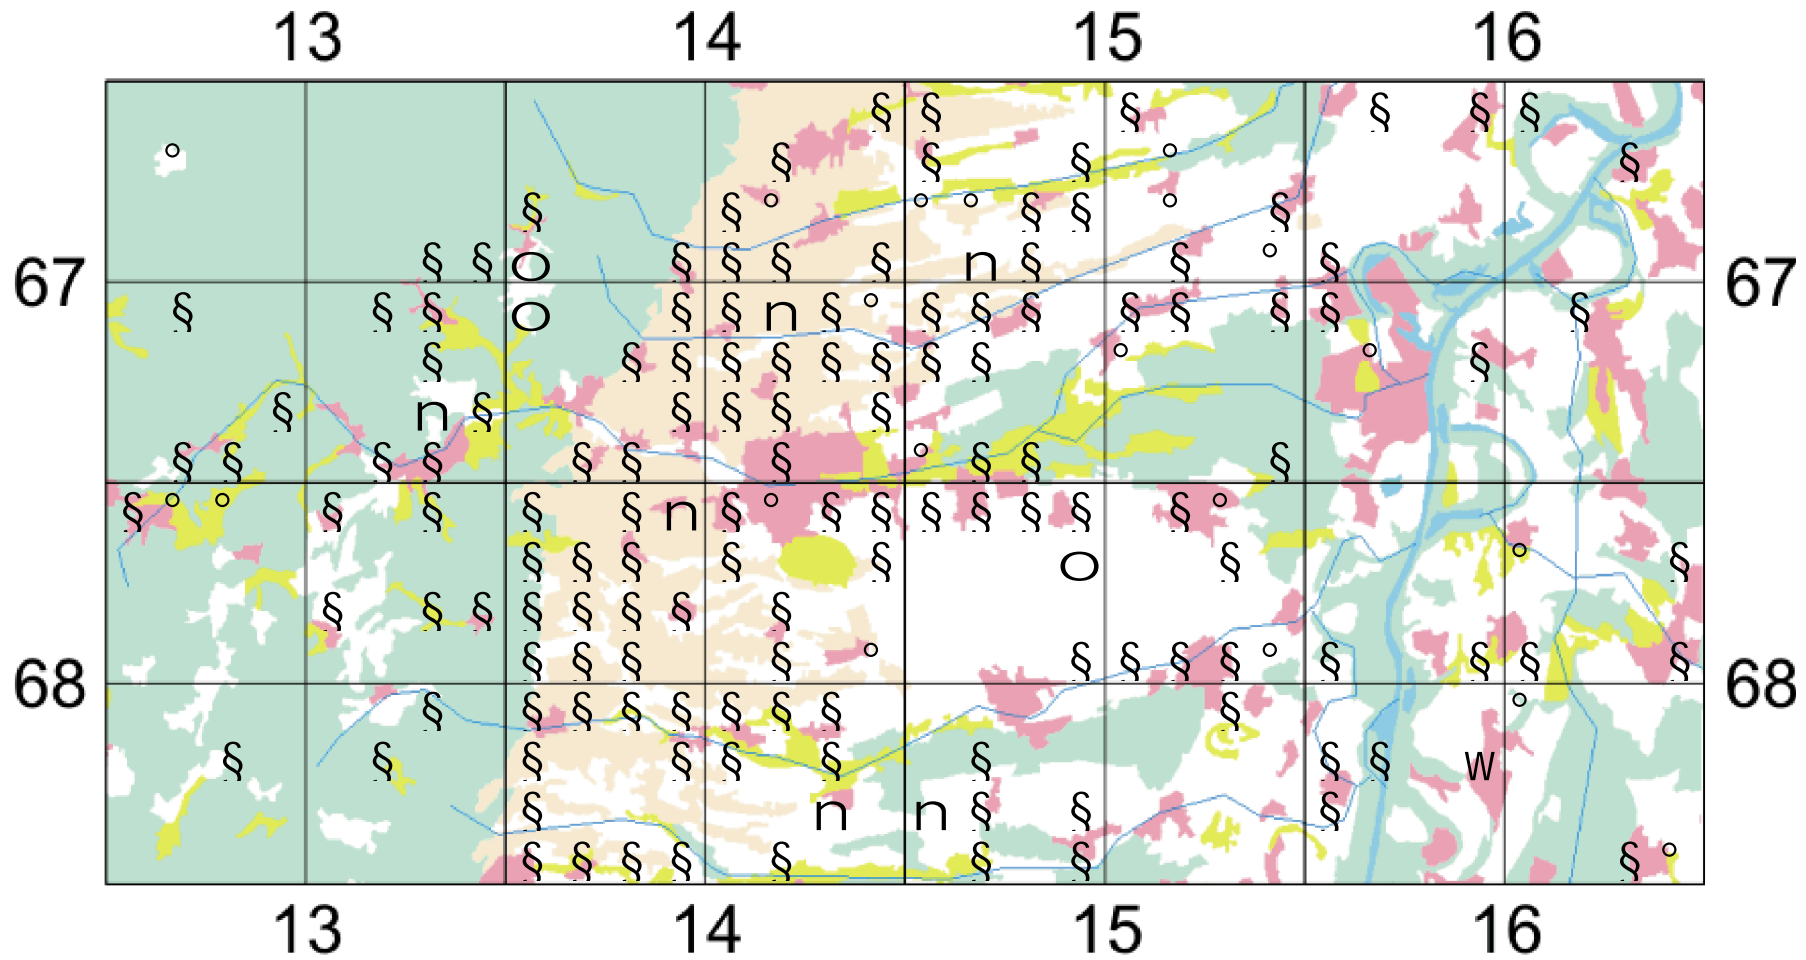 13 14 15 16
§ § § § § §
° § § § ° §
§ § ° ° ° § § ° §
§ § o § § § § n § § ° §
67 67
§ § § o § § n § ° § § § § § § § §
§ § § § § § § § § ° ° §
§ n § § § § §
§ § § § § § § ° § § §
§ ° ° § § § § n § ° § § § § § § § °
§ § § § § o § ° §
§ § § § § § § §
§ § § § ° § § § § ° § § § §
68 68
§ § § § § § § § § °
§ § § § § § § § § w
§ n n § § §
§ § § § § § § § °
13 14 15 16